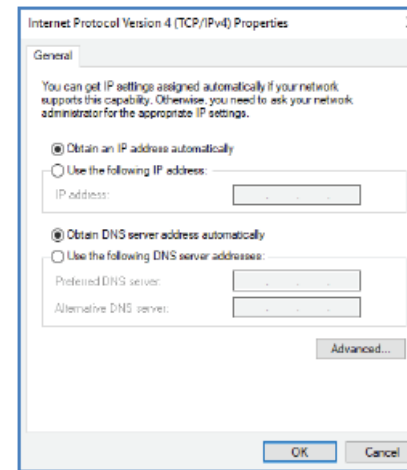 Internet Protocol Version 4 (TCP/IPv4) Properties
General
You can get IP settings assigned automatically if your network
supports this capability. Otherwise, you need to ask your network
administrator for the appropriate IP settings.
Obtain an IP address automatically
Use the following IP address:
IP address:
Obtain DNS server address automatically
Use the following DNS server addresses:
Preferred DNS server:
Alternative DNS server:
Advanced...
OK Cancel